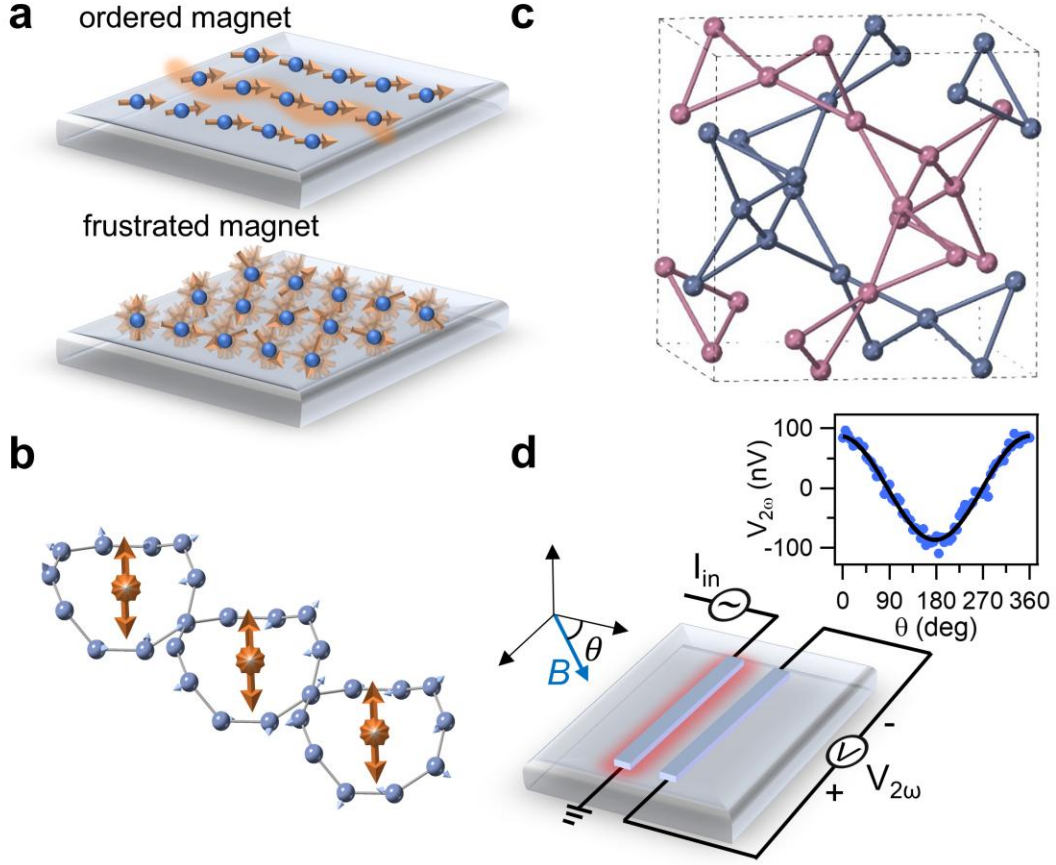 a
ordered magnet
frustrated magnet
b
c
d
V2ω (nV)
100
0
-100
0 90 180 270 360
θ (deg)
Iin
~
B
θ
-
V
+
V2ω